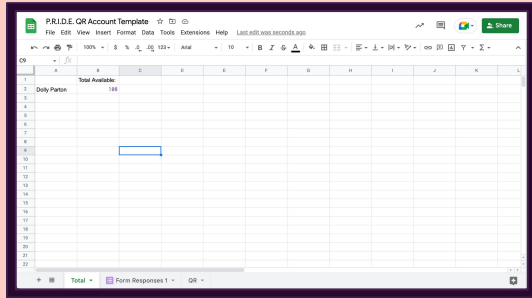 P.R.I.D.E. QR Account Template
File Edit View Insert Format Data Tools Extensions Help Last edit was seconds ago
Share
100% $ % .0 .00 123 Arial 10 B I S A
C9 fx
A B C D E F G H I J K L
1 Total Available:
2 Dolly Parton 100
3
4
5
6
7
8
9
10
11
12
13
14
15
16
17
18
19
20
21
22
Total Form Responses 1 QR